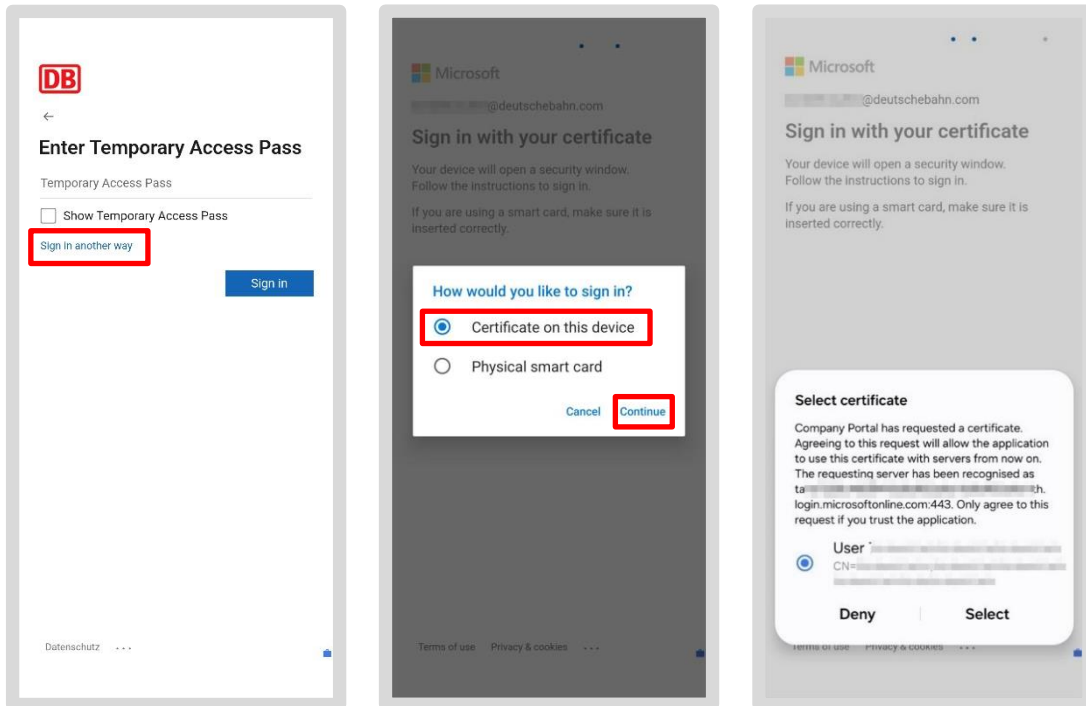 DB
Enter Temporary Access Pass
Temporary Access Pass
Show Temporary Access Pass
Sign in another way
Sign in
Datenschutz ...
Microsoft
@deutschebahn.com
Sign in with your certificate
Your device will open a security window.
Follow the instructions to sign in.
If you are using a smart card, make sure it is
inserted correctly.
How would you like to sign in?
Certificate on this device
Physical smart card
Cancel Continue
Terms of use Privacy & cookies ...
Microsoft
@deutschebahn.com
Sign in with your certificate
Your device will open a security window.
Follow the instructions to sign in.
If you are using a smart card, make sure it is
inserted correctly.
Select certificate
Company Portal has requested a certificate.
Agreeing to this request will allow the application
to use this certificate with servers from now on.
The requesting server has been recognised as
ta th.
login.microsoftonline.com:443. Only agree to this
request if you trust the application.
User
CN=
Deny Select
Terms of use Privacy & cookies ...